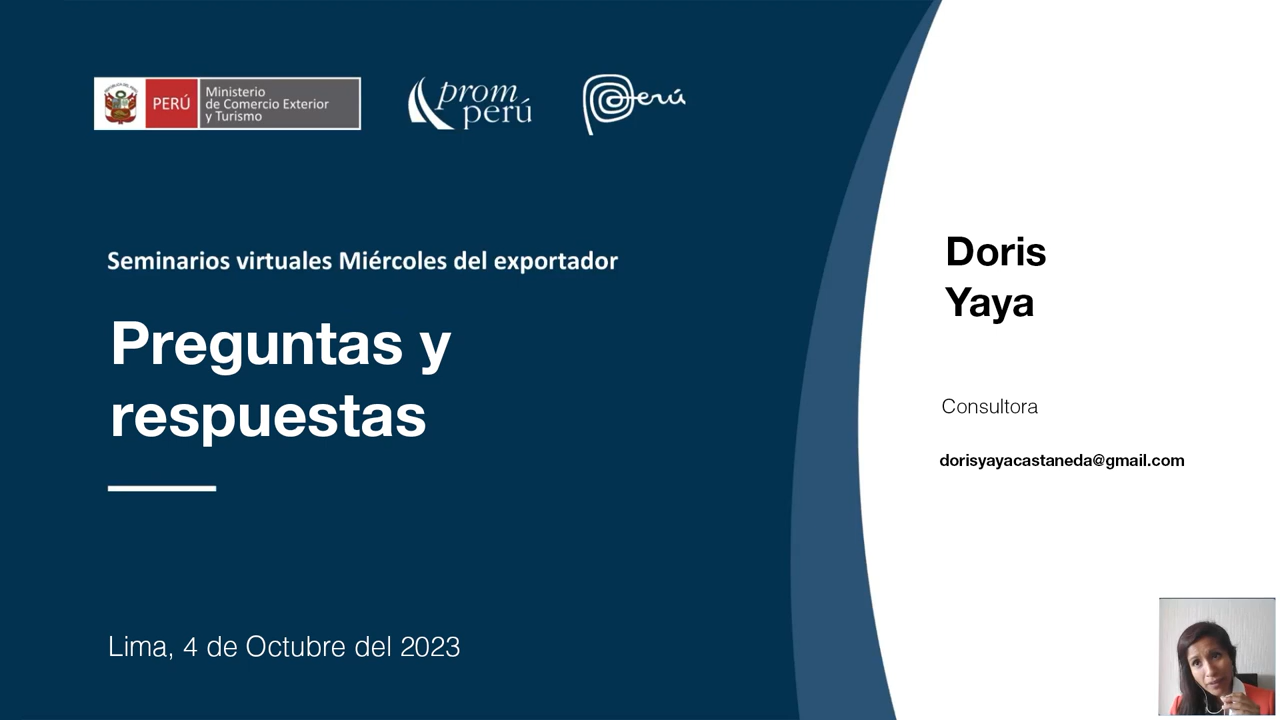 PERÚ
Ministerio
de Comercio Exterior
y Turismo
prom
perú
Perú
Seminarios virtuales Miércoles del exportador
Preguntas y
respuestas
Lima, 4 de Octubre del 2023
Doris
Yaya
Consultora
dorisyayacastaneda@gmail.com